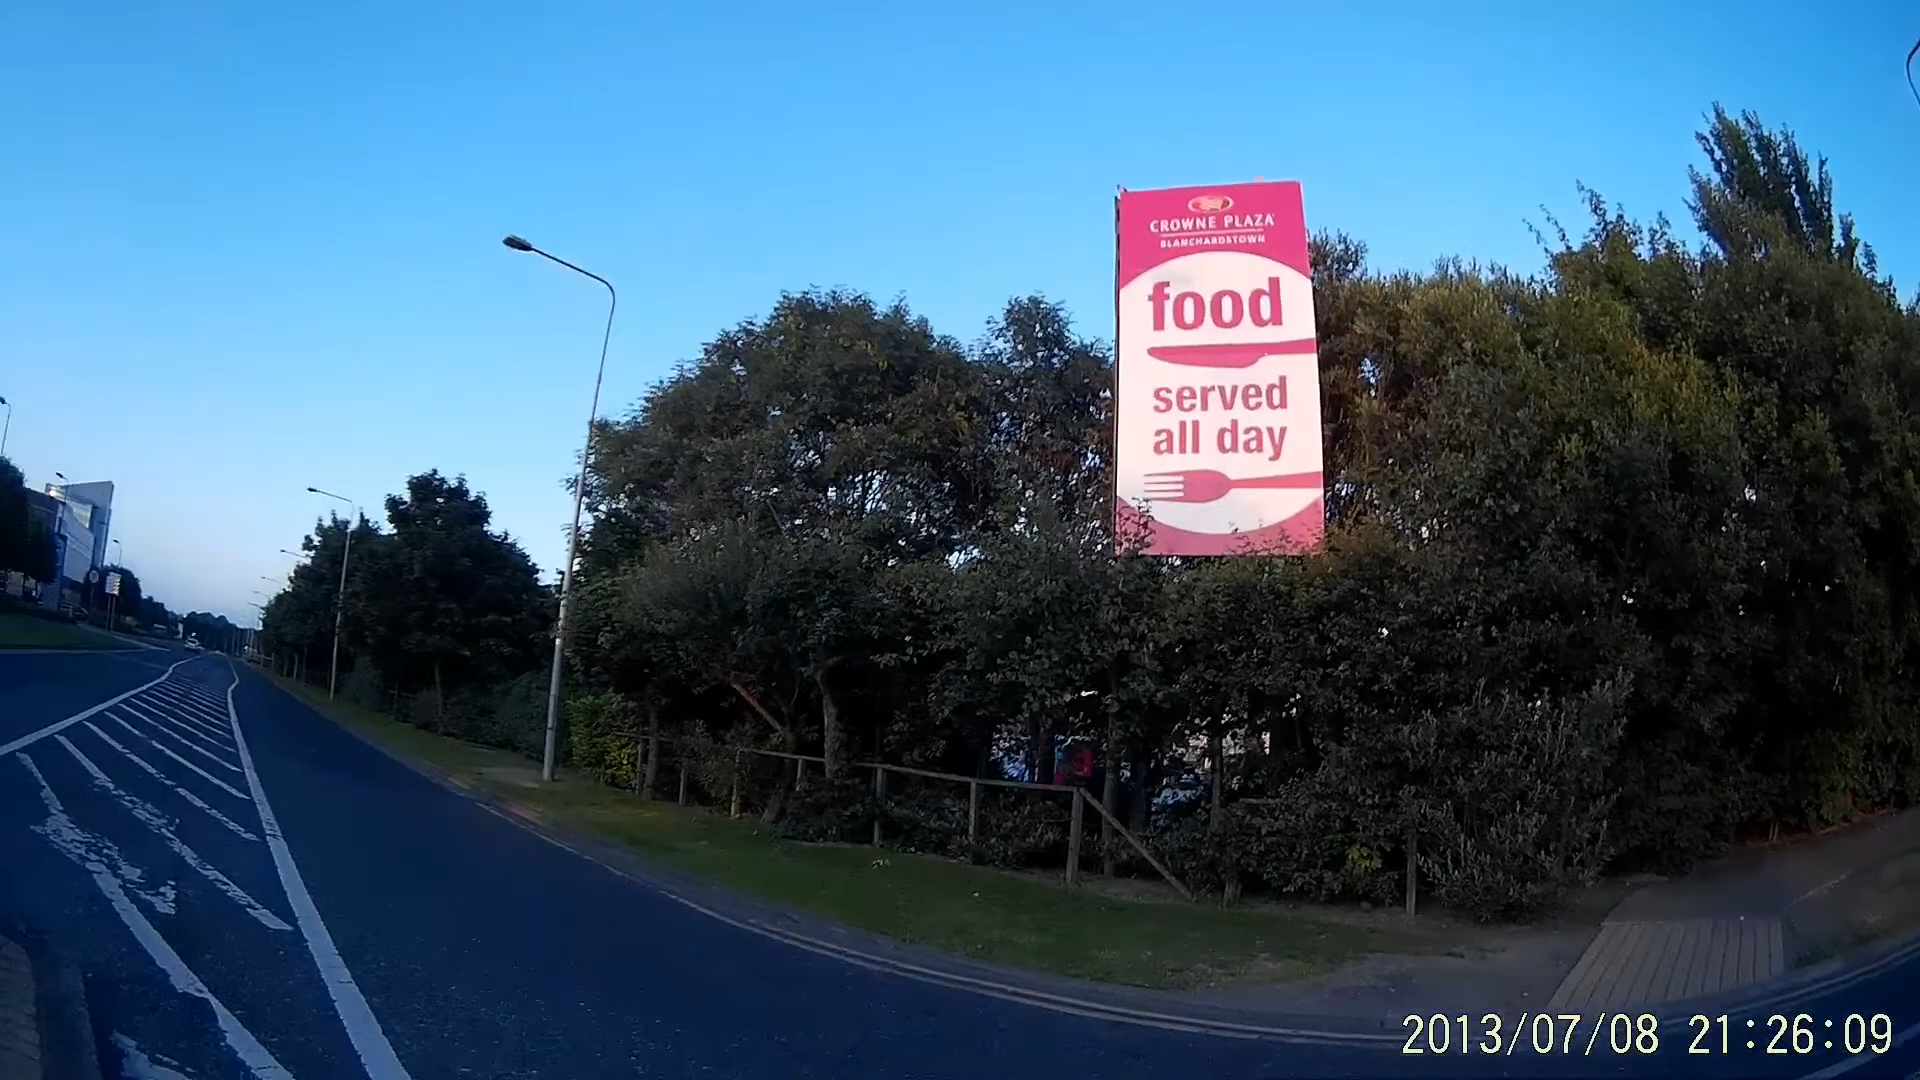 CROWNE PLAZA
BLANCHARDSTOWN
food
served
all day
2013/07/08 21:26:09